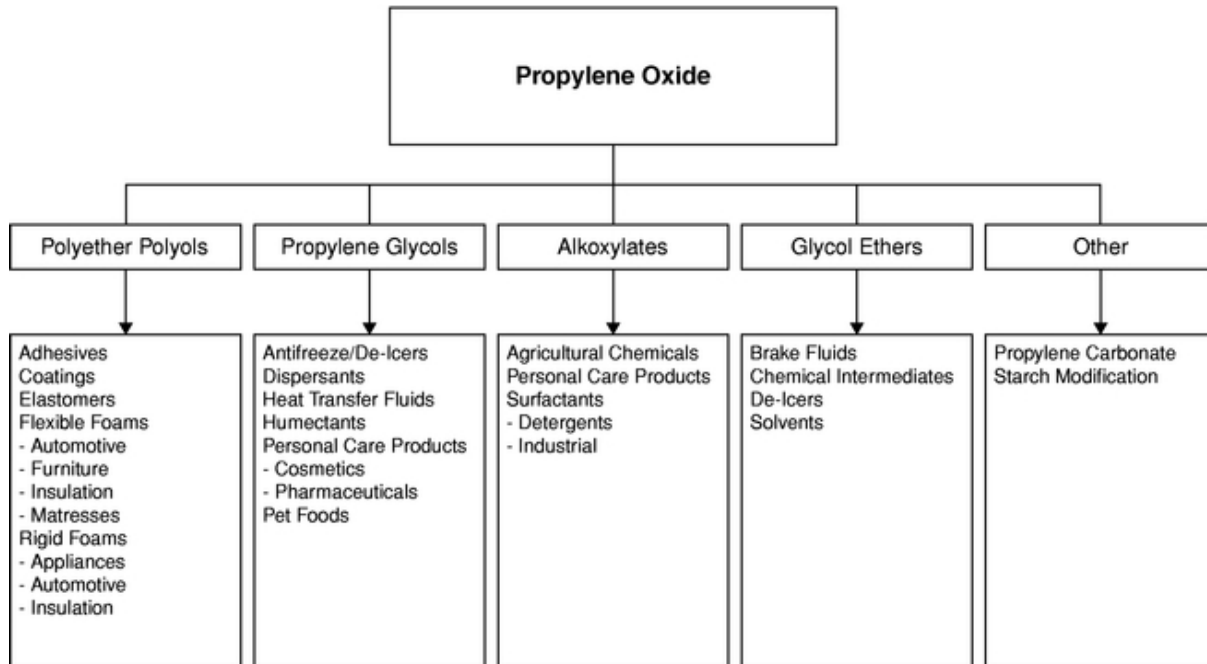 Propylene Oxide
Polyether Polyols
Propylene Glycols
Alkoxylates
Glycol Ethers
Other
Adhesives
Coatings
Elastomers
Flexible Foams
- Automotive
- Furniture
- Insulation
- Matresses
Rigid Foams
- Appliances
- Automotive
- Insulation
Antifreeze/De-Icers
Dispersants
Heat Transfer Fluids
Humectants
Personal Care Products
- Cosmetics
- Pharmaceuticals
Pet Foods
Agricultural Chemicals
Personal Care Products
Surfactants
- Detergents
- Industrial
Brake Fluids
Chemical Intermediates
De-Icers
Solvents
Propylene Carbonate
Starch Modification